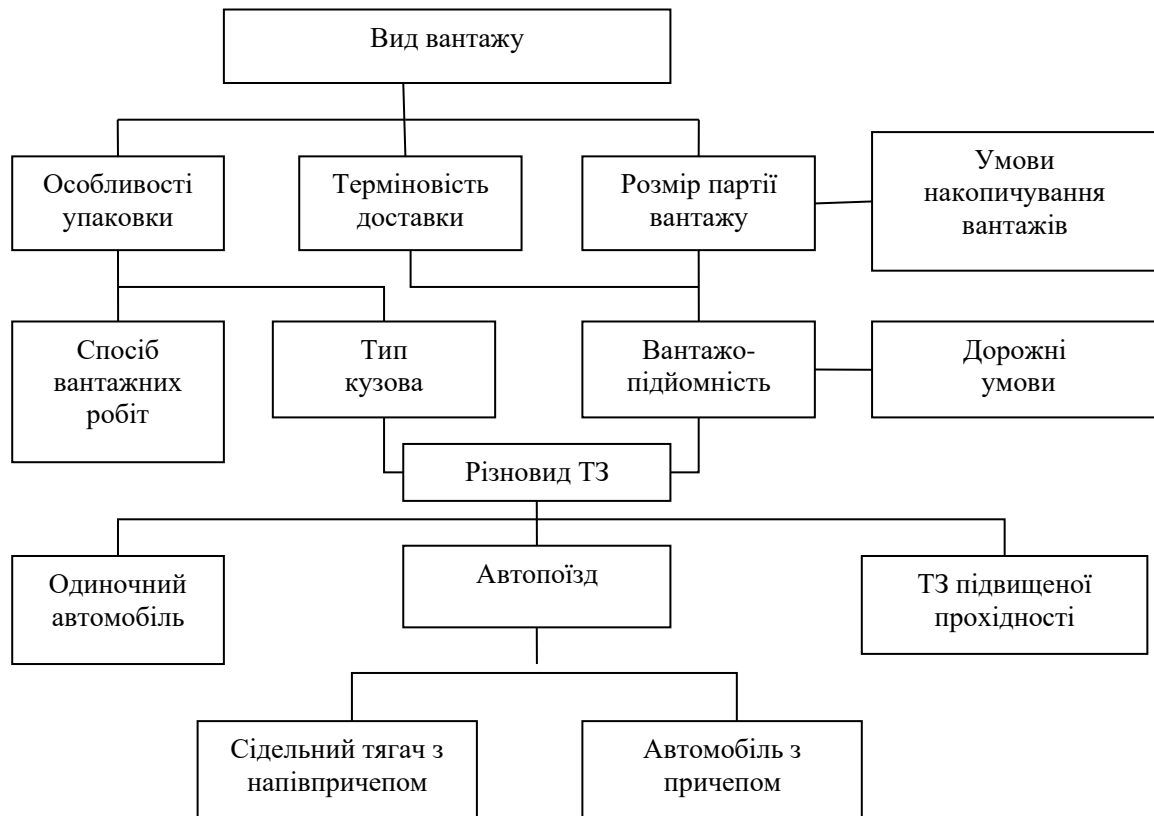 Вид вантажу
Особливості
упаковки
Терміновість
доставки
Розмір партії
вантажу
Умови
накопичування
вантажів
Спосіб
вантажних
робіт
Тип
кузова
Вантажо-
підйомність
Дорожні
умови
Різновид ТЗ
Одиночний
автомобіль
Автопоїзд
ТЗ підвищеної
прохідності
Сідельний тягач з
напівпричепом
Автомобіль з
причепом